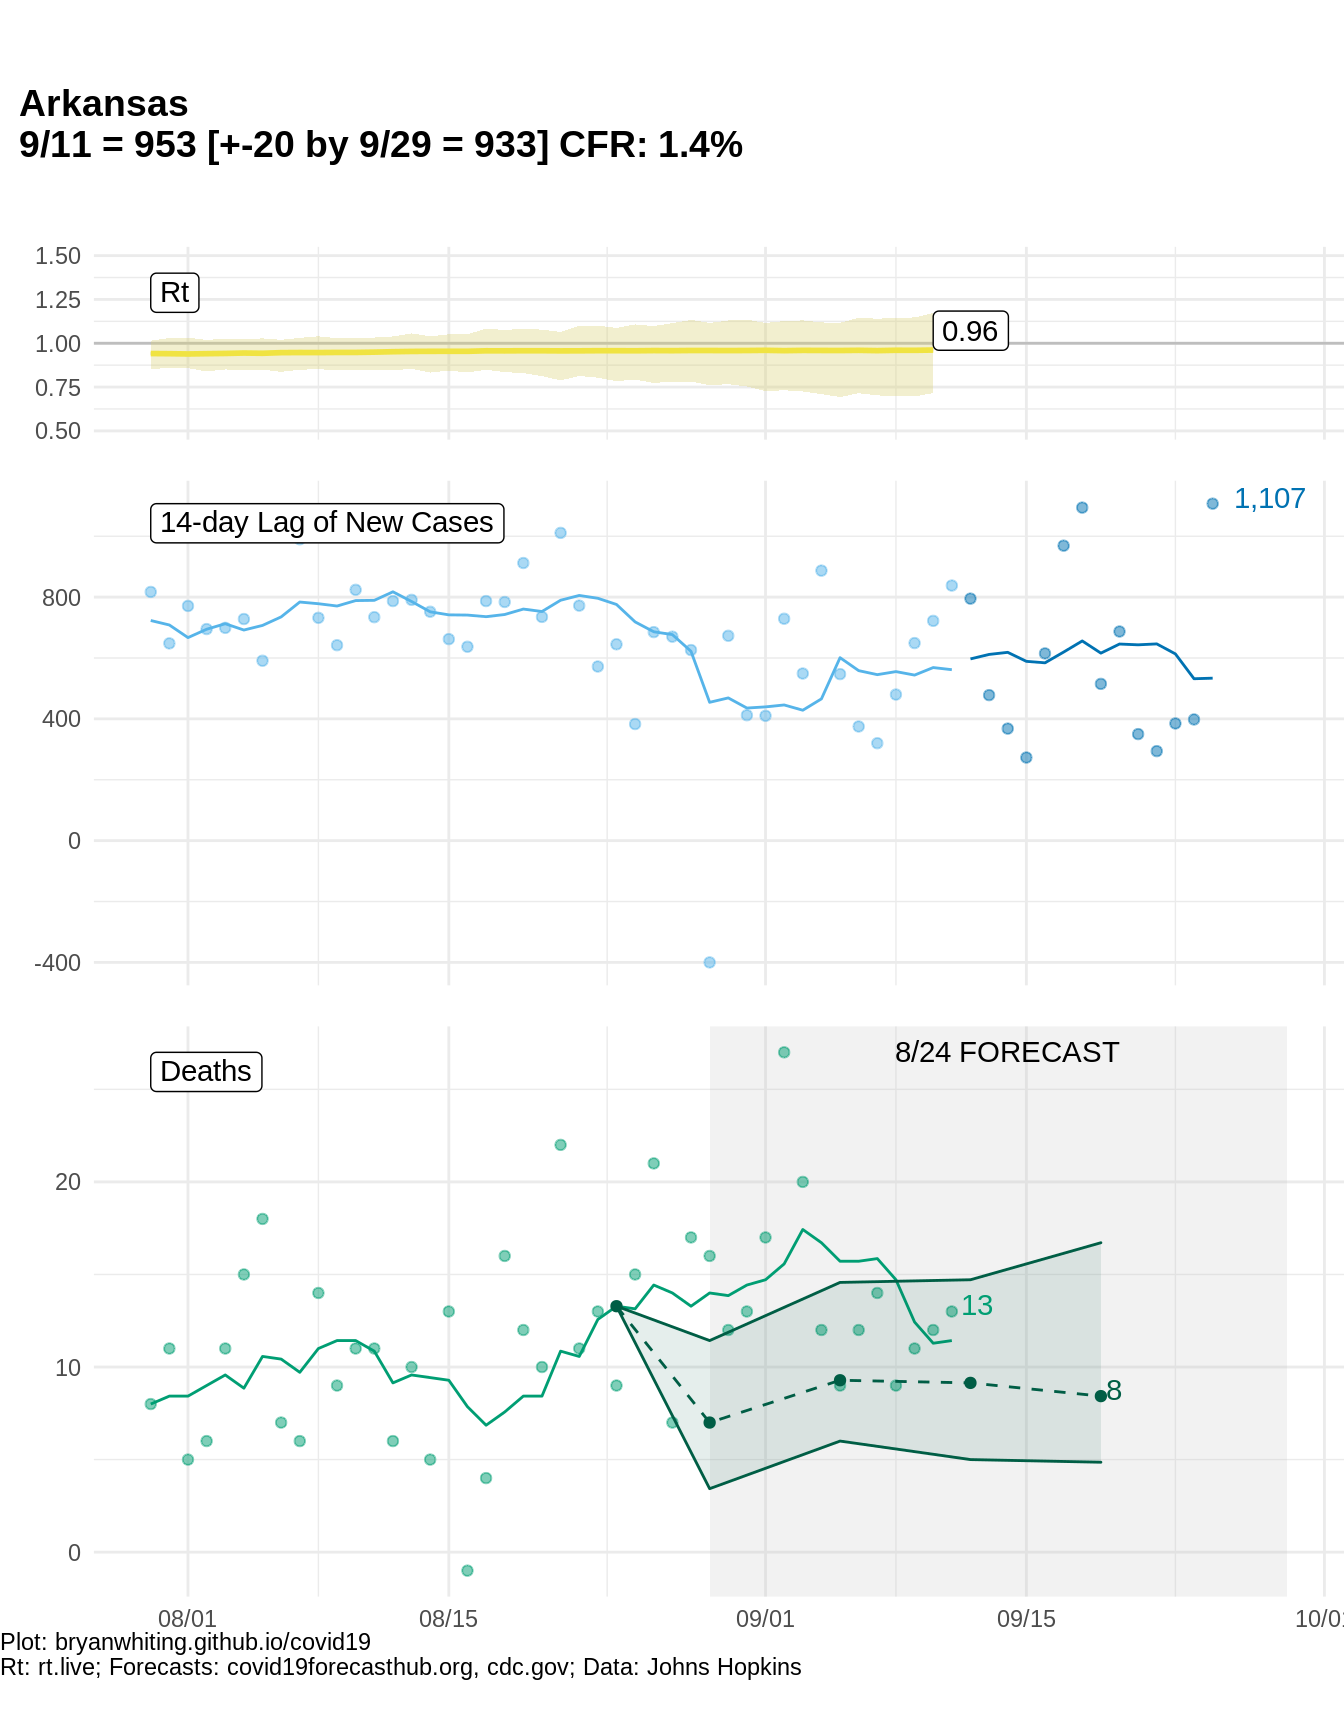 Arkansas
9/11 = 953 [+-20 by 9/29 = 933] CFR: 1.4%
1.50
Rt
1.25
0.96
1.00
0.75
0.50
14-day Lag of New Cases
1,107
800
400
0
-400
Deaths
8/24 FORECAST
20
13
10
8
0
08/01 08/15 09/01 09/15
Plot: bryanwhiting.github.io/covid19
Rt: rt.live; Forecasts: covid19forecasthub.org, cdc.gov; Data: Johns Hopkins